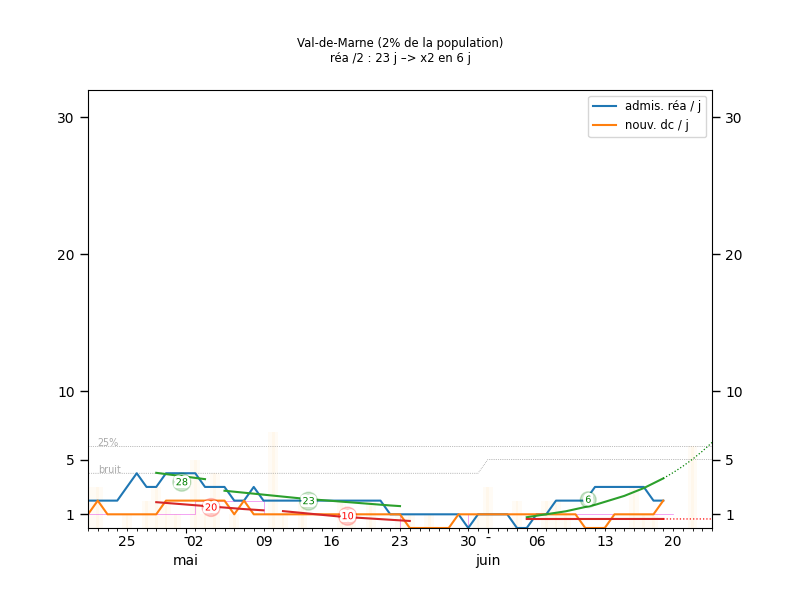 Val-de-Marne (2% de la population)
réa /2 : 23 j –> x2 en 6 j
admis. réa / j
nouv. dc / j
30 30
20 20
10 10
25%
5 5
bruit
28
23
6
20
10
1 1
25 02 09 16 23 30 06 13 20
mai juin